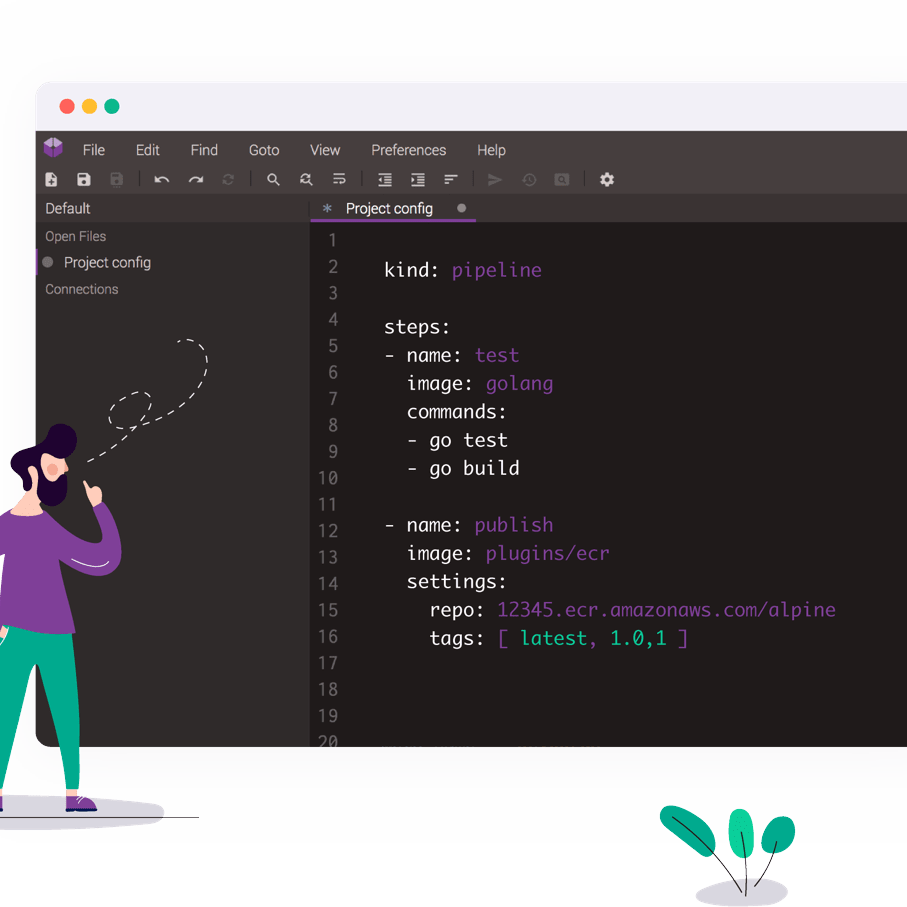 File Edit Find Goto View Preferences Help
Default
* Project config
Open Files
Project config
Connections
1
2
3
4
5
6
7
8
9
10
11
12
13
14
15
16
17
18
19
20
kind: pipeline
steps:
- name: test
image: golang
commands:
- go test
- go build
- name: publish
image: plugins/ecr
settings:
repo: 12345.ecr.amazonaws.com/alpine
tags: [ latest, 1.0,1 ]